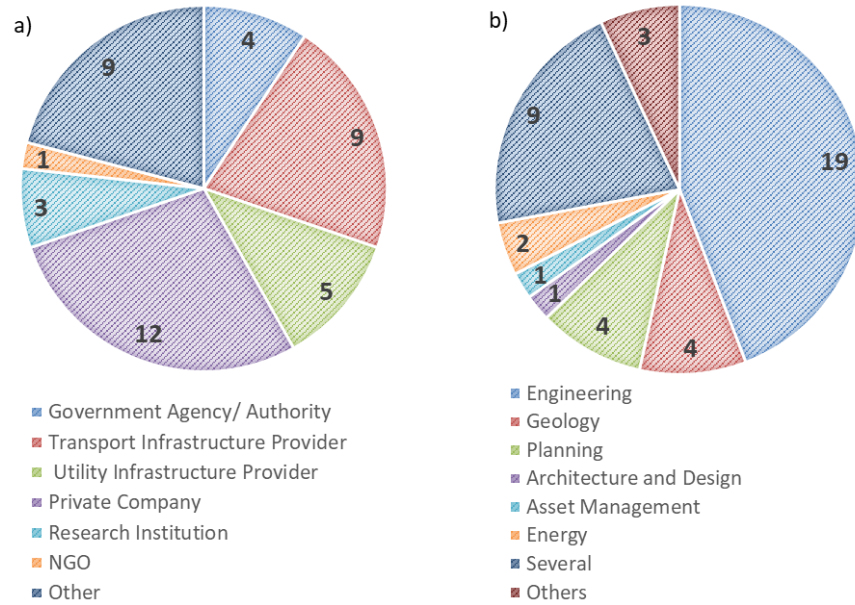 a)
4
9
5
12
3
1
9
Government Agency/ Authority
Transport Infrastructure Provider
Utility Infrastructure Provider
Private Company
Research Institution
NGO
Other
b)
19
4
4
1
1
2
9
3
Engineering
Geology
Planning
Architecture and Design
Asset Management
Energy
Several
Others